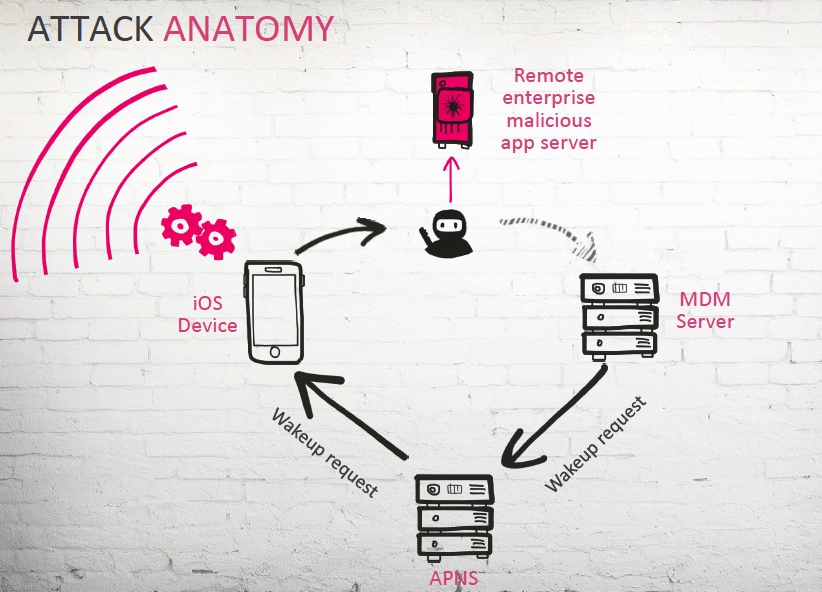 ATTACK ANATOMY
Remote
enterprise
malicious
app server
iOS
Device
MDM
Server
Wakeup request
Wakeup request
APNS